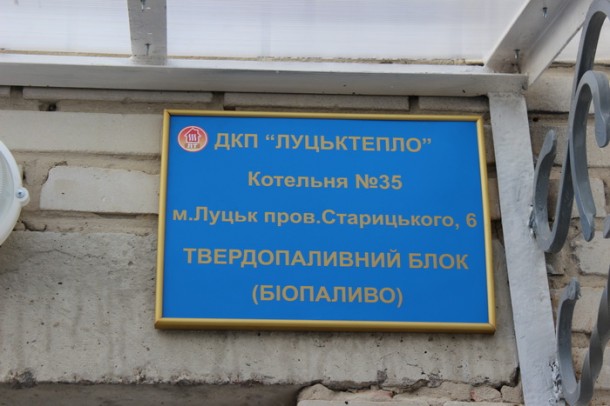 ДКП “ЛУЦЬКТЕПЛО”
Котельня №35
м.Луцьк пров.Старицького, 6
ТВЕРДОПАЛИВНИЙ БЛОК
(БІОПАЛИВО)